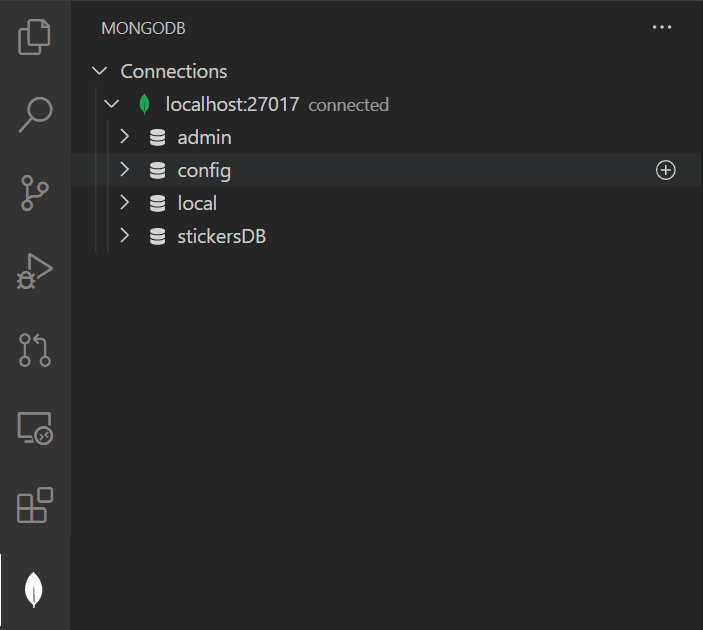 MONGODB
Connections
localhost:27017 connected
admin
config
local
stickersDB